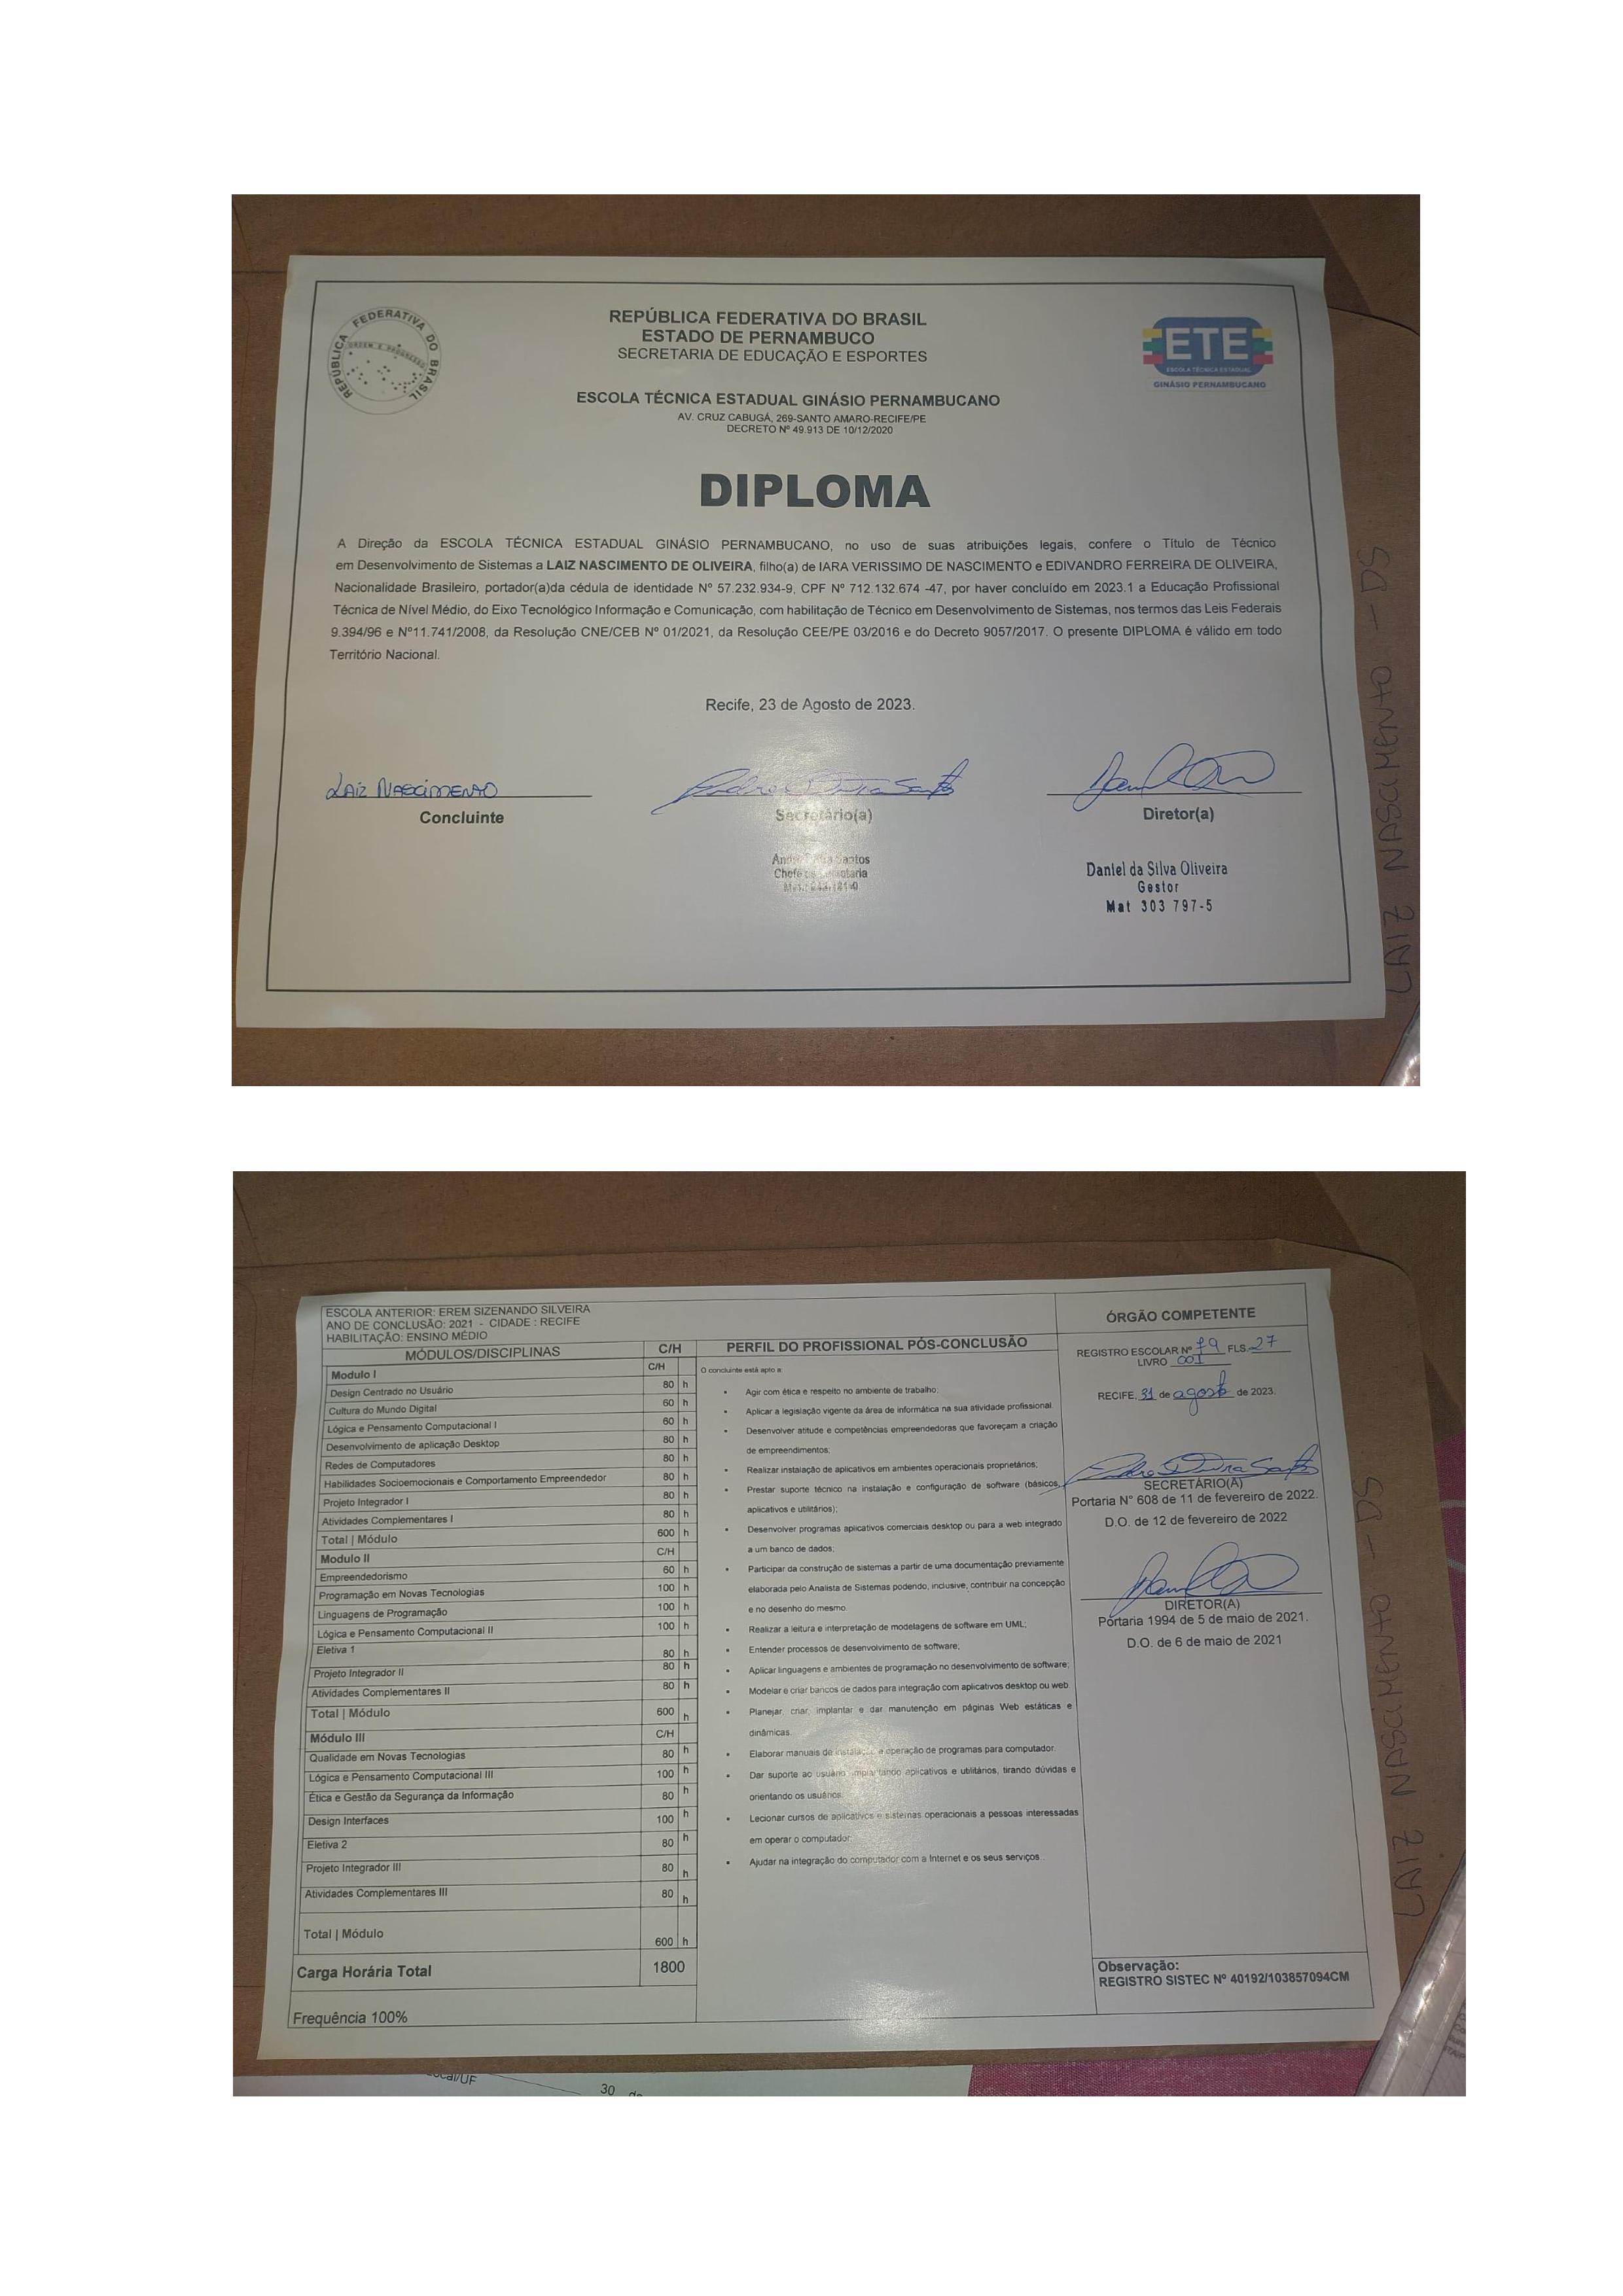 REPÚBLICA FEDERATIVA DO BRASIL
ORDEM E PROGRESSO
REPÚBLICA FEDERATIVA DO BRASIL
ESTADO DE PERNAMBUCO
SECRETARIA DE EDUCAÇÃO E ESPORTES
ETE
ESCOLA TÉCNICA ESTADUAL
GINÁSIO PERNAMBUCANO
ESCOLA TÉCNICA ESTADUAL GINÁSIO PERNAMBUCANO
AV. CRUZ CABUGÁ, 269-SANTO AMARO-RECIFE/PE
DECRETO Nº 49.913 DE 10/12/2020
DIPLOMA
A Direção da ESCOLA TÉCNICA ESTADUAL GINÁSIO PERNAMBUCANO, no uso de suas atribuições legais, confere o Título de Técnico
em Desenvolvimento de Sistemas a LAIZ NASCIMENTO DE OLIVEIRA, filho(a) de IARA VERISSIMO DE NASCIMENTO e EDIVANDRO FERREIRA DE OLIVEIRA,
Nacionalidade Brasileiro, portador(a)da cédula de identidade Nº 57.232.934-9, CPF Nº 712.132.674 -47, por haver concluído em 2023.1 a Educação Profissional
Técnica de Nível Médio, do Eixo Tecnológico Informação e Comunicação, com habilitação de Técnico em Desenvolvimento de Sistemas, nos termos das Leis Federais
9.394/96 e Nº11.741/2008, da Resolução CNE/CEB Nº 01/2021, da Resolução CEE/PE 03/2016 e do Decreto 9057/2017. O presente DIPLOMA é válido em todo
Território Nacional.
Recife, 23 de Agosto de 2023.
Laiz Nascimento
Concluinte
Secretário(a)
Diretor(a)
Santos
Chefe
Daniel da Silva Oliveira
Gestor
Mat 303 797-5
LAIZ NASCIMENTO - DS
ESCOLA ANTERIOR: EREM SIZENANDO SILVEIRA
ANO DE CONCLUSÃO: 2021 - CIDADE : RECIFE
HABILITAÇÃO: ENSINO MÉDIO
MÓDULOS/DISCIPLINAS C/H
Modulo I C/H
Design Centrado no Usuário 80 h
Cultura do Mundo Digital 60 h
Lógica e Pensamento Computacional I 60 h
Desenvolvimento de aplicação Desktop 80 h
Redes de Computadores 80 h
Habilidades Socioemocionais e Comportamento Empreendedor 80 h
Projeto Integrador I 80 h
Atividades Complementares I 80 h
Total | Módulo 600 h
Modulo II C/H
Empreendedorismo 60 h
Programação em Novas Tecnologias 100 h
Linguagens de Programação 100 h
Lógica e Pensamento Computacional II 100 h
Eletiva 1 80 h
Projeto Integrador II 80 h
Atividades Complementares II 80 h
Total | Módulo 600 h
Módulo III C/H
Qualidade em Novas Tecnologias 80 h
Lógica e Pensamento Computacional III 100 h
Ética e Gestão da Segurança da Informação 80 h
Design Interfaces 100 h
Eletiva 2 80 h
Projeto Integrador III 80 h
Atividades Complementares III 80 h
Total | Módulo 600 h
Carga Horária Total 1800
Frequência 100%
PERFIL DO PROFISSIONAL PÓS-CONCLUSÃO
O concluinte está apto a:
• Agir com ética e respeito no ambiente de trabalho;
• Aplicar a legislação vigente da área de informática na sua atividade profissional
• Desenvolver atitude e competências empreendedoras que favoreçam a criação
de empreendimentos;
• Realizar instalação de aplicativos em ambientes operacionais proprietários;
• Prestar suporte técnico na instalação e configuração de software (básicos,
aplicativos e utilitários);
• Desenvolver programas aplicativos comerciais desktop ou para a web integrado
a um banco de dados;
• Participar da construção de sistemas a partir de uma documentação previamente
elaborada pelo Analista de Sistemas podendo, inclusive, contribuir na concepção
e no desenho do mesmo.
• Realizar a leitura e interpretação de modelagens de software em UML;
• Entender processos de desenvolvimento de software;
• Aplicar linguagens e ambientes de programação no desenvolvimento de software;
• Modelar e criar bancos de dados para integração com aplicativos desktop ou web
• Planejar, criar, implantar e dar manutenção em páginas Web estáticas e
dinâmicas.
• Elaborar manuais de instalação e operação de programas para computador.
• Dar suporte ao usuário implantando aplicativos e utilitários, tirando dúvidas e
orientando os usuários.
• Lecionar cursos de aplicativos e sistemas operacionais a pessoas interessadas
em operar o computador
• Ajudar na integração do computador com a Internet e os seus serviços
ÓRGÃO COMPETENTE
REGISTRO ESCOLAR Nº 79 FLS. 27
LIVRO 001
RECIFE, 31 de agosto de 2023.
SECRETÁRIO(A)
Portaria N° 608 de 11 de fevereiro de 2022.
D.O. de 12 de fevereiro de 2022
DIRETOR(A)
Portaria 1994 de 5 de maio de 2021.
D.O. de 6 de maio de 2021
Observação:
REGISTRO SISTEC Nº 40192/103857094CM
LAIZ NASCIMENTO - DS
Local/UF
30 de